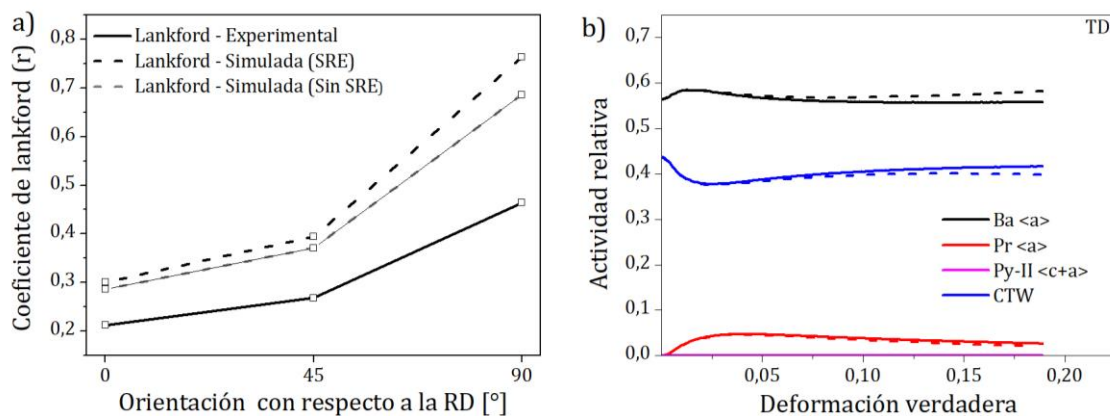 a)
0,8
0,7
0,6
0,5
0,4
0,3
0,2
Coeficiente de lankford (r)
Lankford - Experimental
Lankford - Simulada (SRE)
Lankford - Simulada (Sin SRE)
0 45 90
Orientación con respecto a la RD [°]
b)
TD
0,7
0,6
0,5
0,4
0,3
0,2
0,1
0,0
Actividad relativa
Ba <a>
Pr <a>
Py-II <c+a>
CTW
0,05 0,10 0,15 0,20
Deformación verdadera